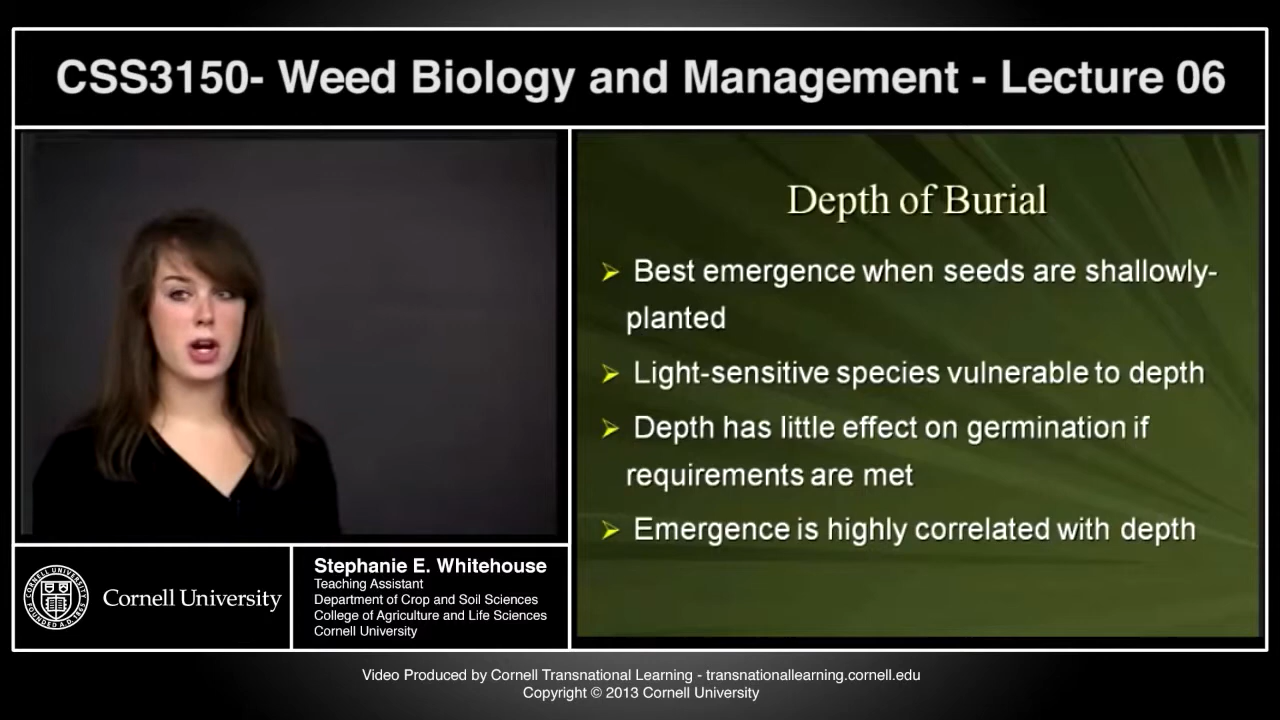 CSS3150- Weed Biology and Management - Lecture 06
Depth of Burial
➢ Best emergence when seeds are shallowly-
planted
➢ Light-sensitive species vulnerable to depth
➢ Depth has little effect on germination if
requirements are met
➢ Emergence is highly correlated with depth
Cornell University
Stephanie E. Whitehouse
Teaching Assistant
Department of Crop and Soil Sciences
College of Agriculture and Life Sciences
Cornell University
Video Produced by Cornell Transnational Learning - transnationallearning.cornell.edu
Copyright © 2013 Cornell University